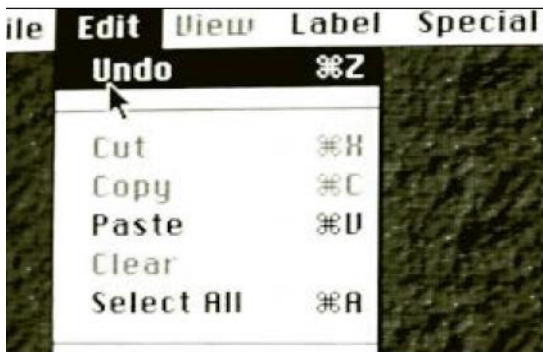 ile Edit View Label Special
Undo ⌘Z
Cut ⌘X
Copy ⌘C
Paste ⌘V
Clear
Select All ⌘A